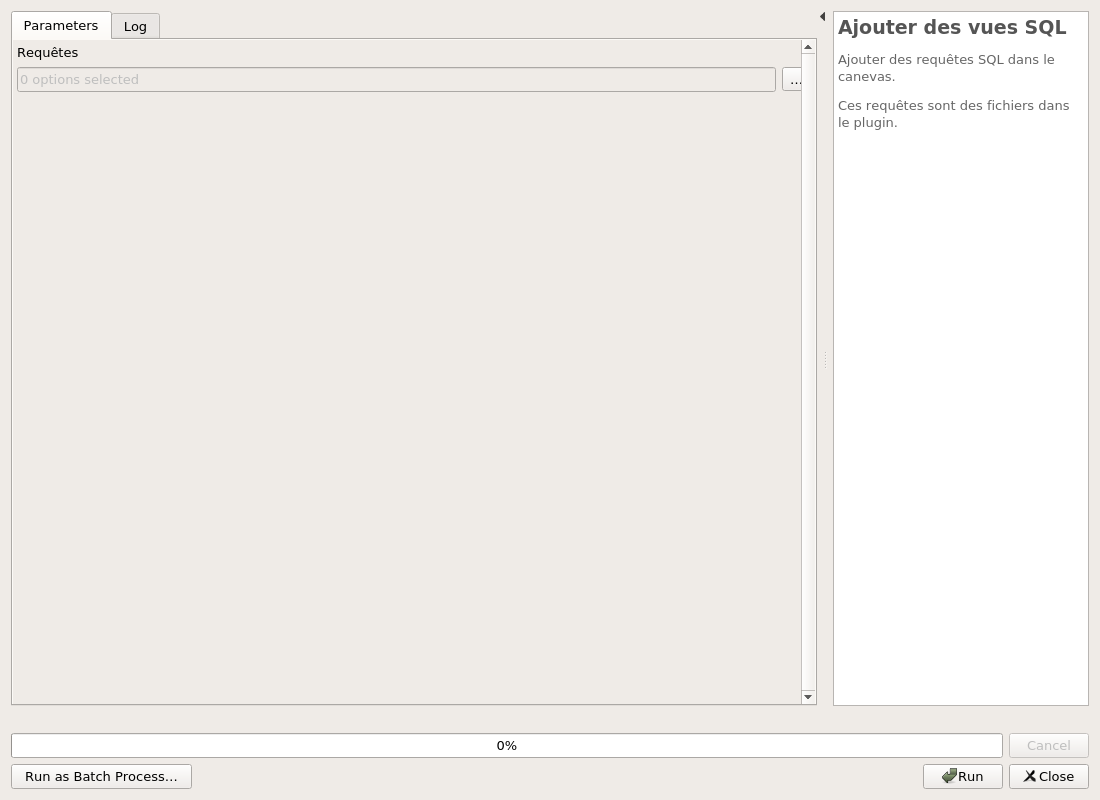 Parameters
Log
Requêtes
0 options selected
...
Ajouter des vues SQL
Ajouter des requêtes SQL dans le
canevas.
Ces requêtes sont des fichiers dans
le plugin.
0%
Cancel
Run as Batch Process...
Run
Close